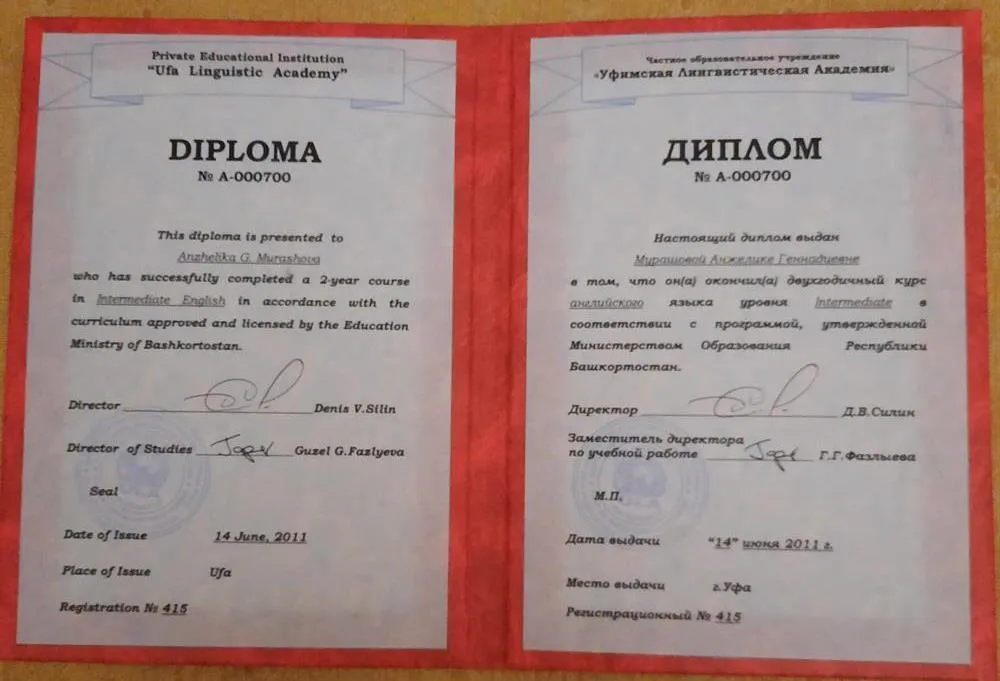 Private Educational Institution
"Ufa Linguistic Academy"
DIPLOMA
№ A-000700
This diploma is presented to
Anzhelika G. Murashova
who has successfully completed a 2-year course
in Intermediate English in accordance with the
curriculum approved and licensed by the Education
Ministry of Bashkortostan.
Director Denis V.Silin
Director of Studies Guzel G.Fazlyeva
Seal
Date of Issue 14 June, 2011
Place of Issue Ufa
Registration № 415
Частное образовательное учреждение
«Уфимская Лингвистическая Академия»
ДИПЛОМ
№ А-000700
Настоящий диплом выдан
Мурашовой Анжелике Геннадиевне
в том, что он(а) окончил(а) двухгодичный курс
английского языка уровня Intermediate в
соответствии с программой, утвержденной
Министерством Образования Республики
Башкортостан.
Директор Д.В.Силин
Заместитель директора
по учебной работе Г.Г.Фазлыева
М.П.
Дата выдачи "14" июня 2011 г.
Место выдачи г.Уфа
Регистрационный № 415